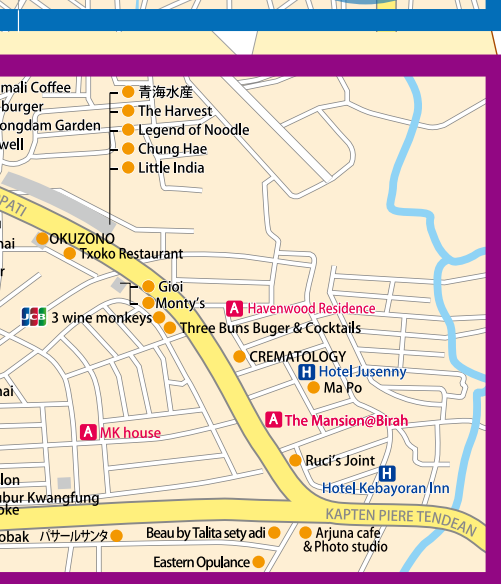 mali Coffee
青海水産
burger
The Harvest
ongdam Garden
Legend of Noodle
well
Chung Hae
Little India
PATI
OKUZONO
Txoko Restaurant
Gioi
Monty's
JCB 3 wine monkeys
A Havenwood Residence
Three Buns Buger & Cocktails
CREMATOLOGY
H Hotel Jusenny
Ma Po
A The Mansion@Birah
A MK house
Ruci's Joint
H
Hotel Kebayoran Inn
lon
ubur Kwangfung
oke
KAPTEN PIERE TENDEAN
obak パサールサンタ
Beau by Talita sety adi
Arjuna cafe
& Photo studio
Eastern Opulance